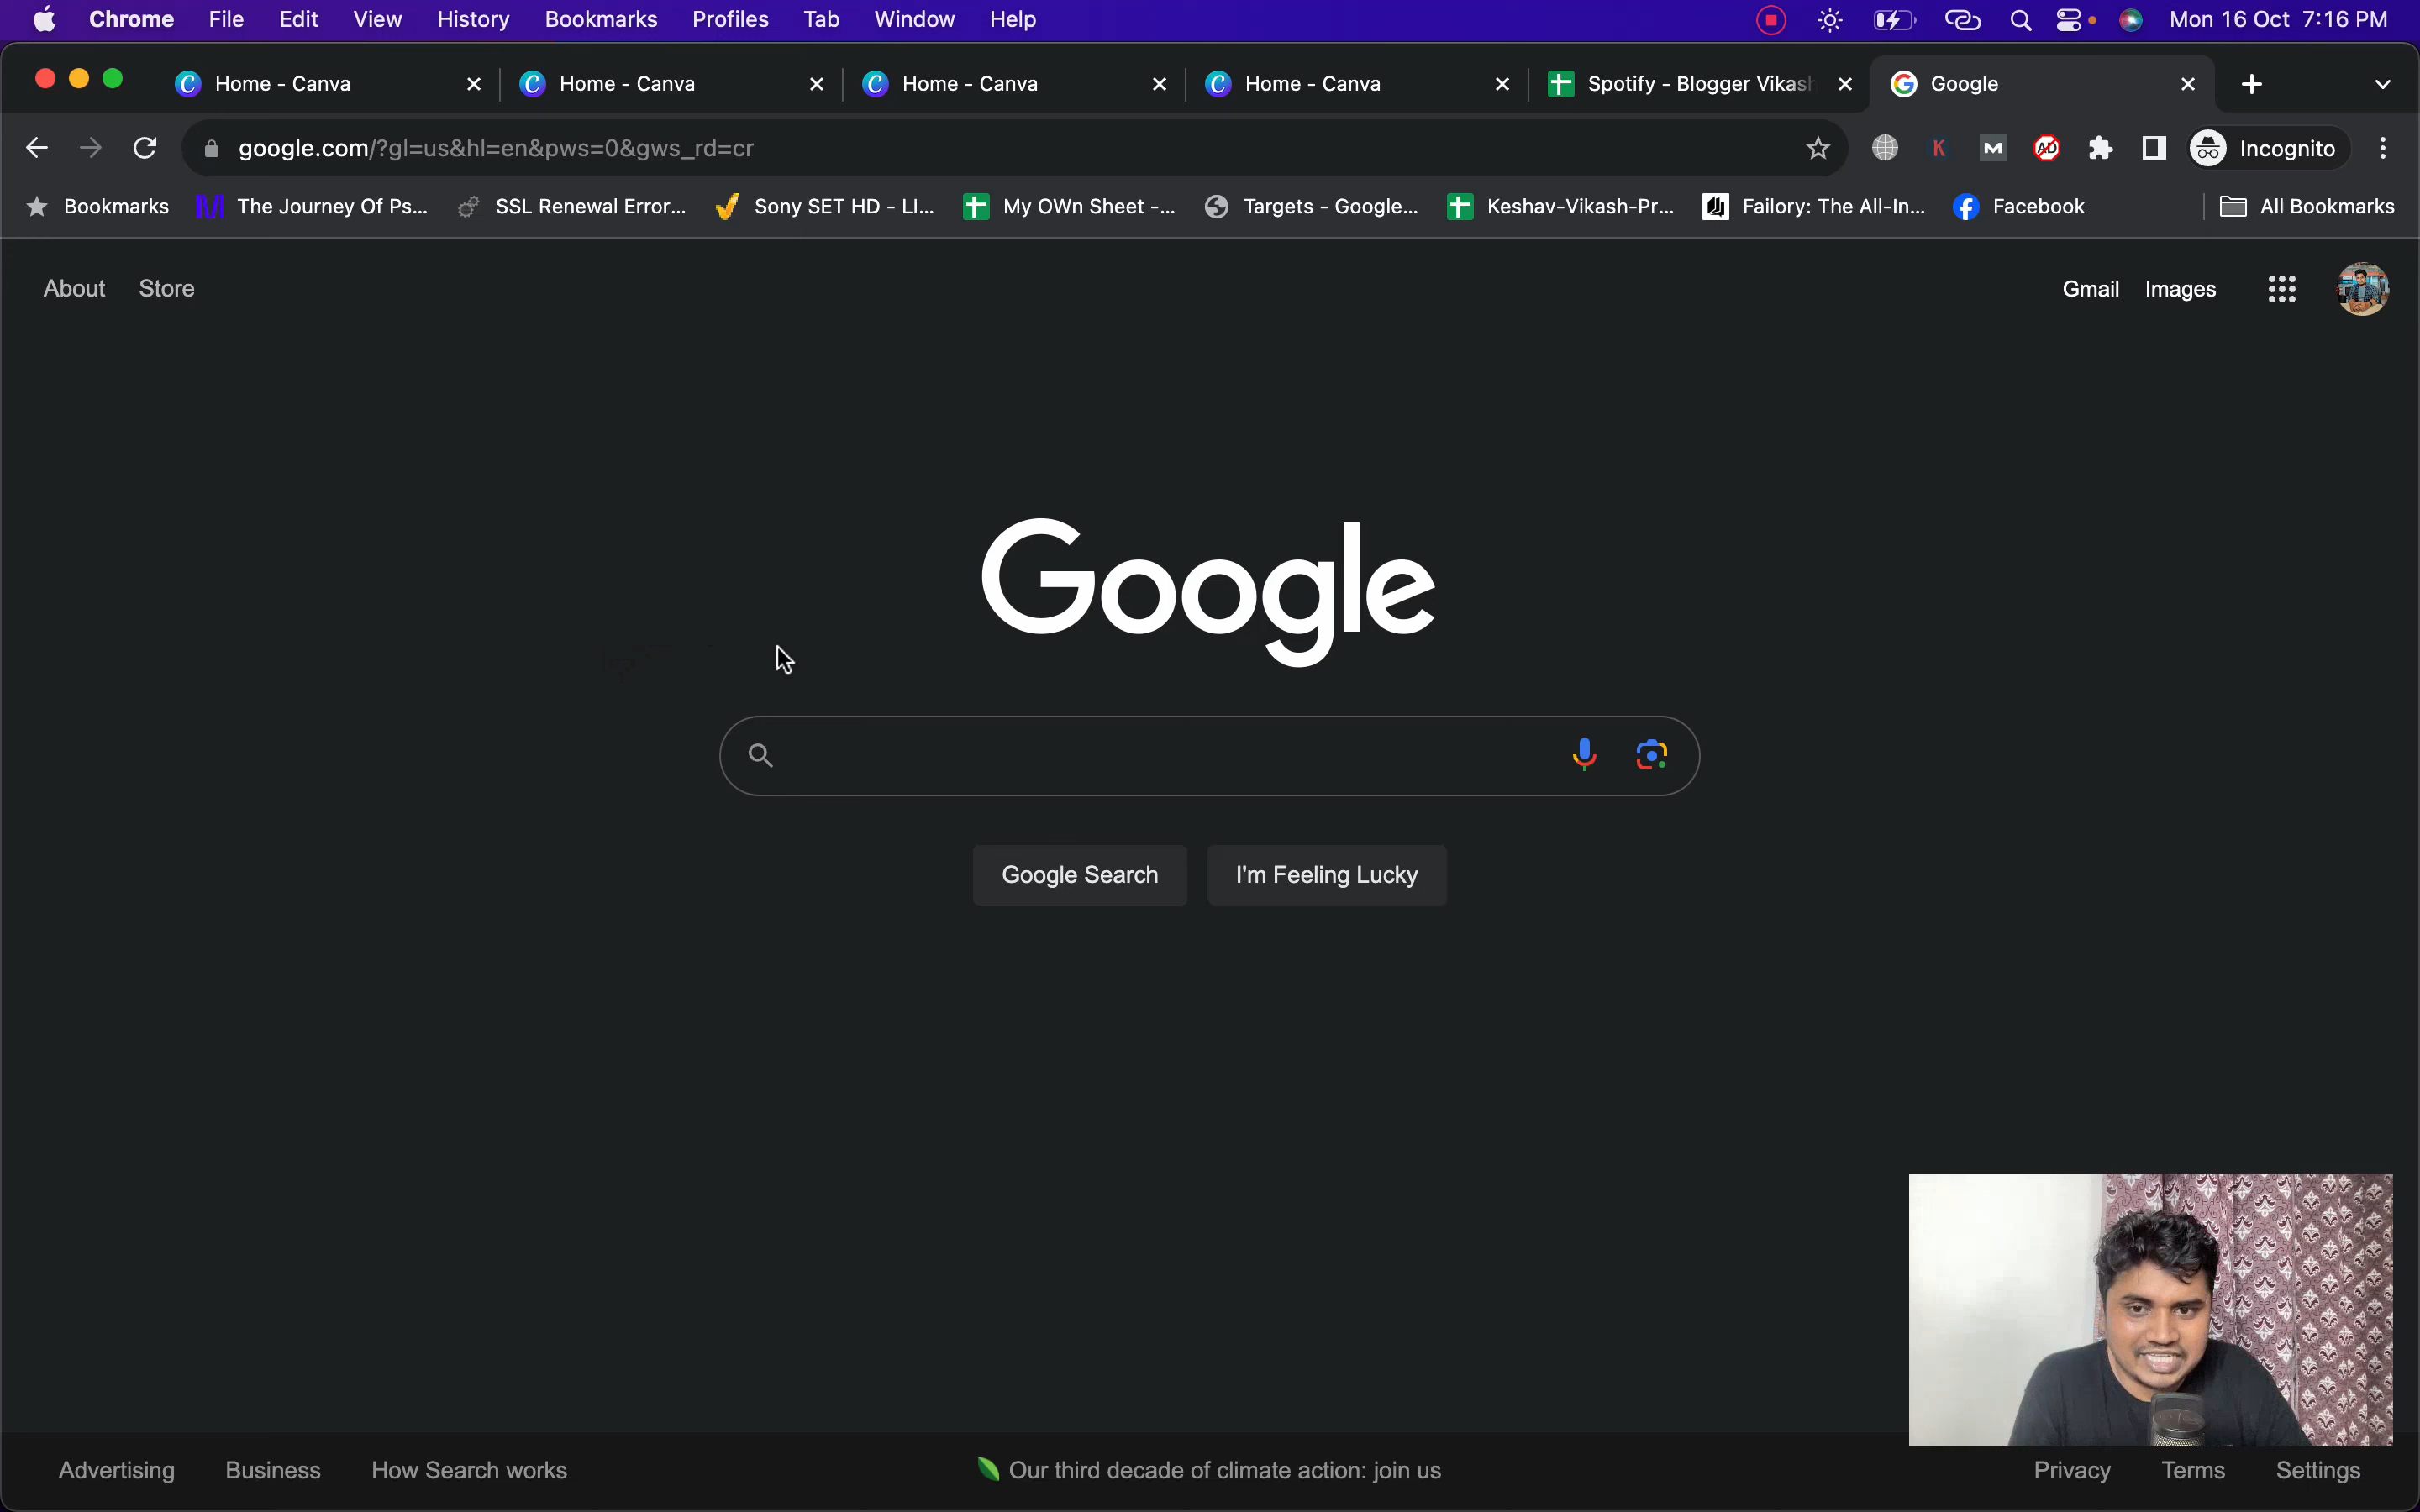 Chrome File Edit View History Bookmarks Profiles Tab Window Help Mon 16 Oct 7:16 PM
Home - Canva Home - Canva Home - Canva Home - Canva Spotify - Blogger Vikash Google
google.com/?gl=us&hl=en&pws=0&gws_rd=cr K M AD Incognito
Bookmarks The Journey Of Ps... SSL Renewal Error... Sony SET HD - LI... My OWn Sheet -... Targets - Google... Keshav-Vikash-Pr... Failory: The All-In... Facebook All Bookmarks
About Store Gmail Images
Google
Google Search I'm Feeling Lucky
Advertising Business How Search works Our third decade of climate action: join us Privacy Terms Settings